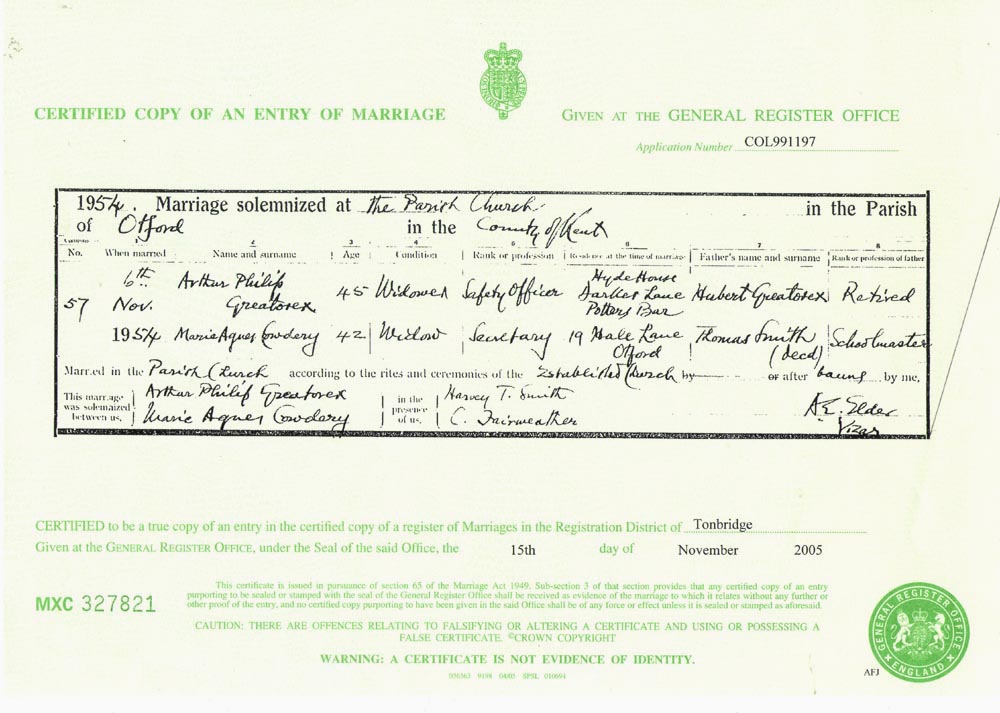 CERTIFIED COPY OF AN ENTRY OF MARRIAGE
GIVEN AT THE GENERAL REGISTER OFFICE
Application Number COL991197
1954. Marriage solemnized at the Parish Church in the Parish
of Otford in the County of Kent
1 2 3 4 5 6 7 8
No. When married Name and surname Age Condition Rank or profession Residence at the time of marriage Father's name and surname Rank or profession of father
57 6th Nov. 1954 Arthur Philip Greatorex 45 Widower Safety Officer Hyde House Darkes Lane Potters Bar Hubert Greatorex Retired
Marie Agnes Cowdery 42 Widow Secretary 19 Hale Lane Otford Thomas Smith (decd) Schoolmaster
Married in the Parish Church according to the rites and ceremonies of the Established Church by or after banns by me,
This marriage was solemnized between us, Arthur Philip Greatorex Marie Agnes Cowdery in the presence of us, Harvey T. Smith C. Fairweather A.E. Elder Vicar
CERTIFIED to be a true copy of an entry in the certified copy of a register of Marriages in the Registration District of Tonbridge
Given at the GENERAL REGISTER OFFICE, under the Seal of the said Office, the 15th day of November 2005
This certificate is issued in pursuance of section 65 of the Marriage Act 1949. Sub-section 3 of that section provides that any certified copy of an entry
purporting to be sealed or stamped with the seal of the General Register Office shall be received as evidence of the marriage to which it relates without any further or
other proof of the entry, and no certified copy purporting to have been given in the said Office shall be of any force or effect unless it is sealed or stamped as aforesaid.
MXC 327821
CAUTION: THERE ARE OFFENCES RELATING TO FALSIFYING OR ALTERING A CERTIFICATE AND USING OR POSSESSING A
FALSE CERTIFICATE. ©CROWN COPYRIGHT
WARNING: A CERTIFICATE IS NOT EVIDENCE OF IDENTITY.
GENERAL REGISTER OFFICE
ENGLAND
AFJ